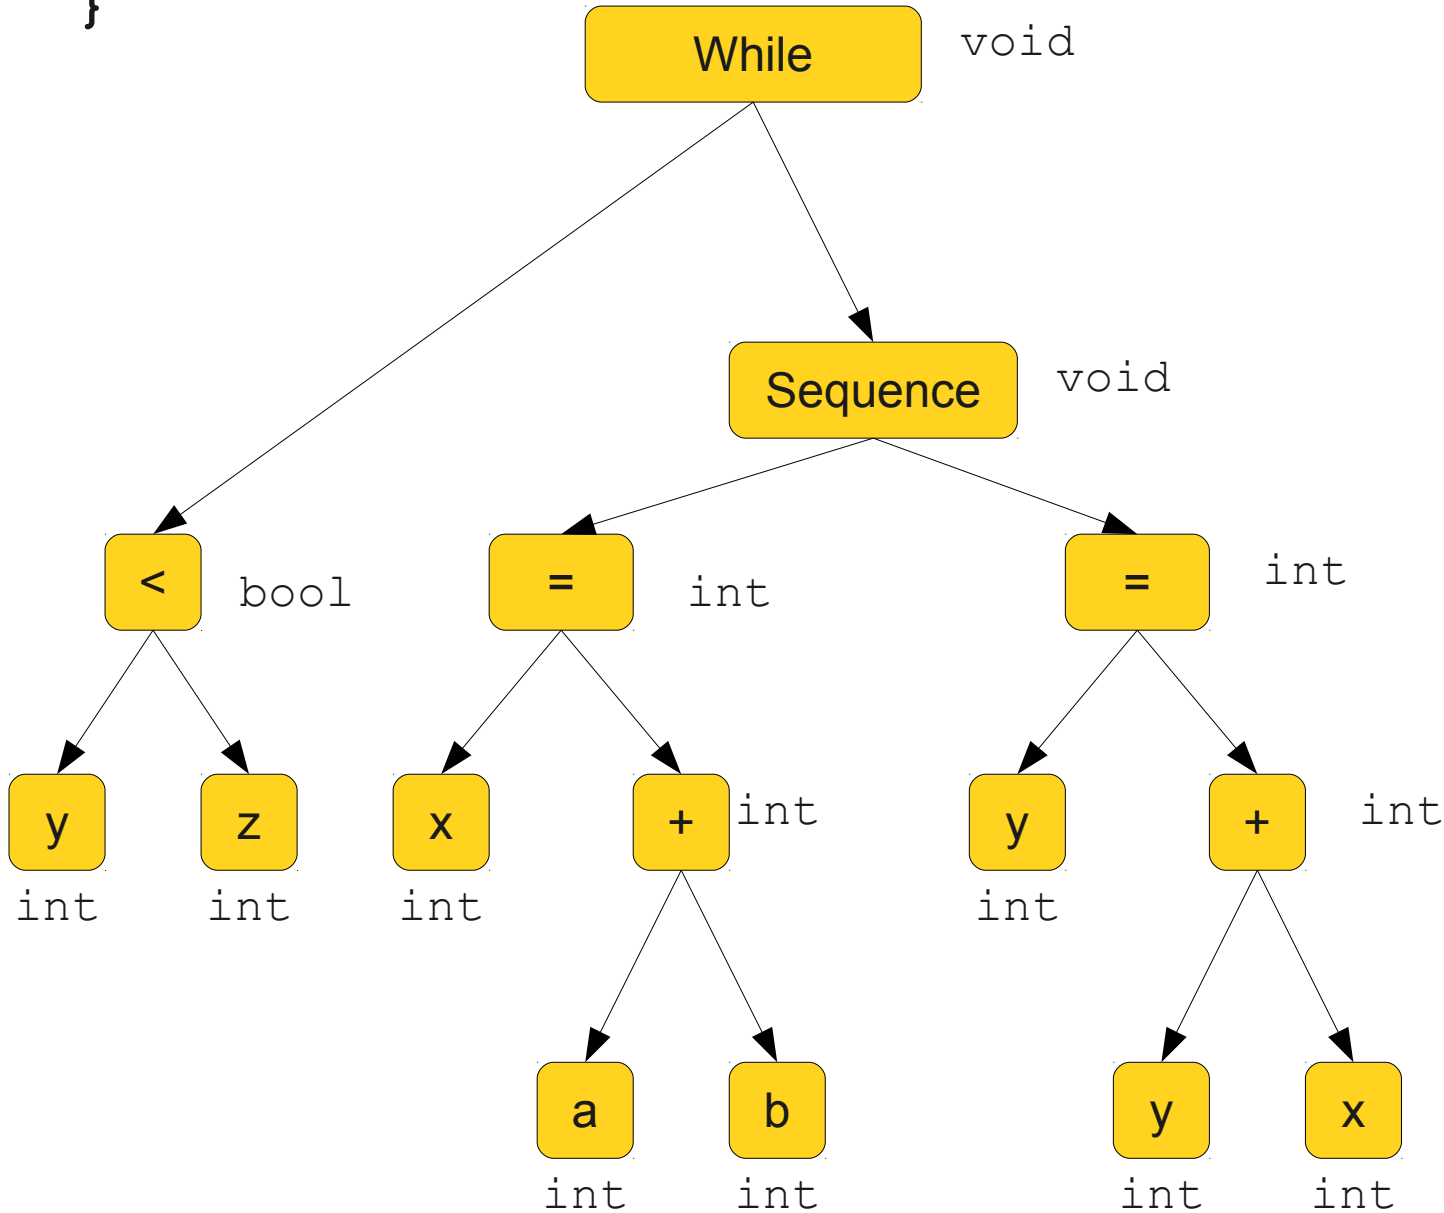 }
While void
Sequence void
< bool = int = int
y z x + int y + int
int int int int
a b y x
int int int int